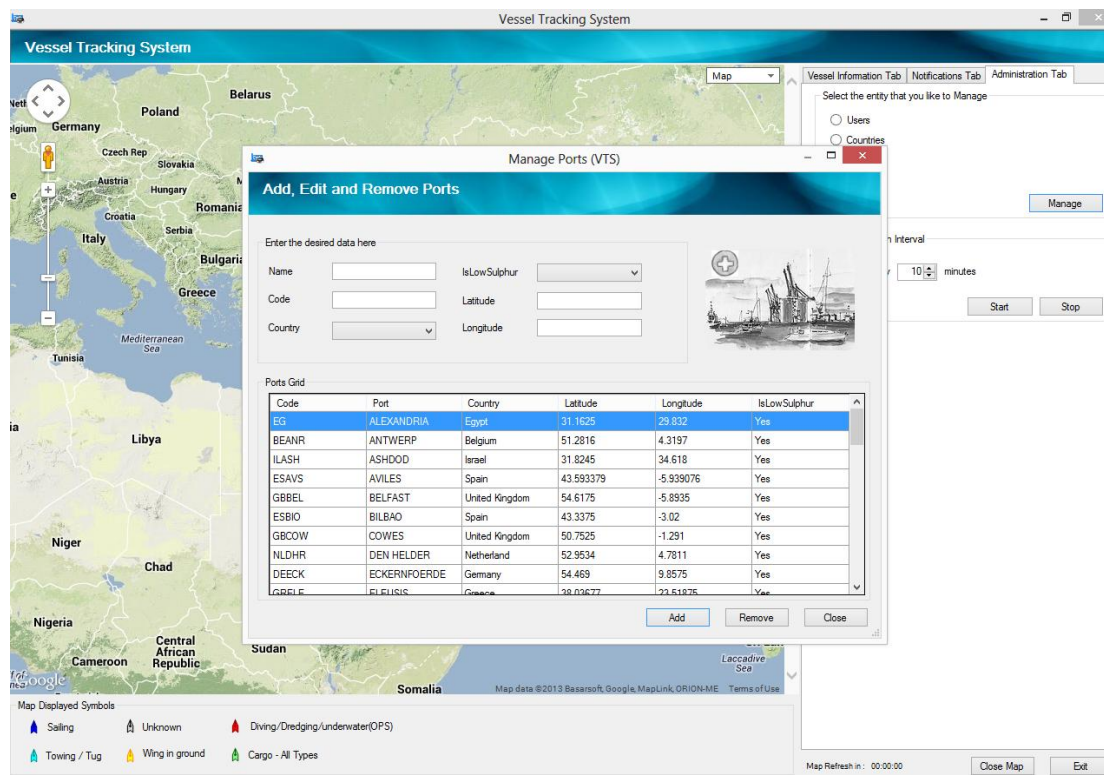 Vessel Tracking System
Vessel Tracking System
Map
Vessel Information Tab Notifications Tab Administration Tab
Select the entity that you like to Manage
Users
Countries
Manage
n Interval
10 minutes
Start Stop
Belarus
Poland
Germany
Czech Rep
Slovakia
Austria
Hungary
Romania
Croatia
Serbia
Italy
Bulgaria
Greece
Mediterranean
Sea
Tunisia
Libya
Niger
Chad
Nigeria
Central
African
Republic
Cameroon
Sudan
Somalia
Laccadive
Sea
Google
Map data ©2013 Basarsoft, Google, MapLink, ORION-ME Terms of Use
Manage Ports (VTS)
Add, Edit and Remove Ports
Enter the desired data here
Name IsLowSulphur
Code Latitude
Country Longitude
Ports Grid
Code Port Country Latitude Longitude IsLowSulphur
EG ALEXANDRIA Egypt 31.1625 29.832 Yes
BEANR ANTWERP Belgium 51.2816 4.3197 Yes
ILASH ASHDOD Israel 31.8245 34.618 Yes
ESAVS AVILES Spain 43.593379 -5.939076 Yes
GBBEL BELFAST United Kingdom 54.6175 -5.8935 Yes
ESBIO BILBAO Spain 43.3375 -3.02 Yes
GBCOW COWES United Kingdom 50.7525 -1.291 Yes
NLDHR DEN HELDER Netherland 52.9534 4.7811 Yes
DEECK ECKERNFOERDE Germany 54.469 9.8575 Yes
GRELE ELEUSIS Greece 38.03677 23.51875 Yes
Add Remove Close
Map Displayed Symbols
Sailing Unknown Diving/Dredging/underwater(OPS)
Towing / Tug Wing in ground Cargo - All Types
Map Refresh in : 00:00:00 Close Map Exit